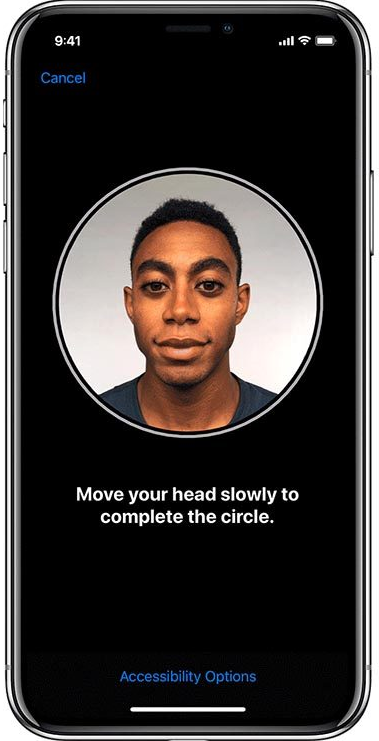 9:41
Cancel
Move your head slowly to
complete the circle.
Accessibility Options